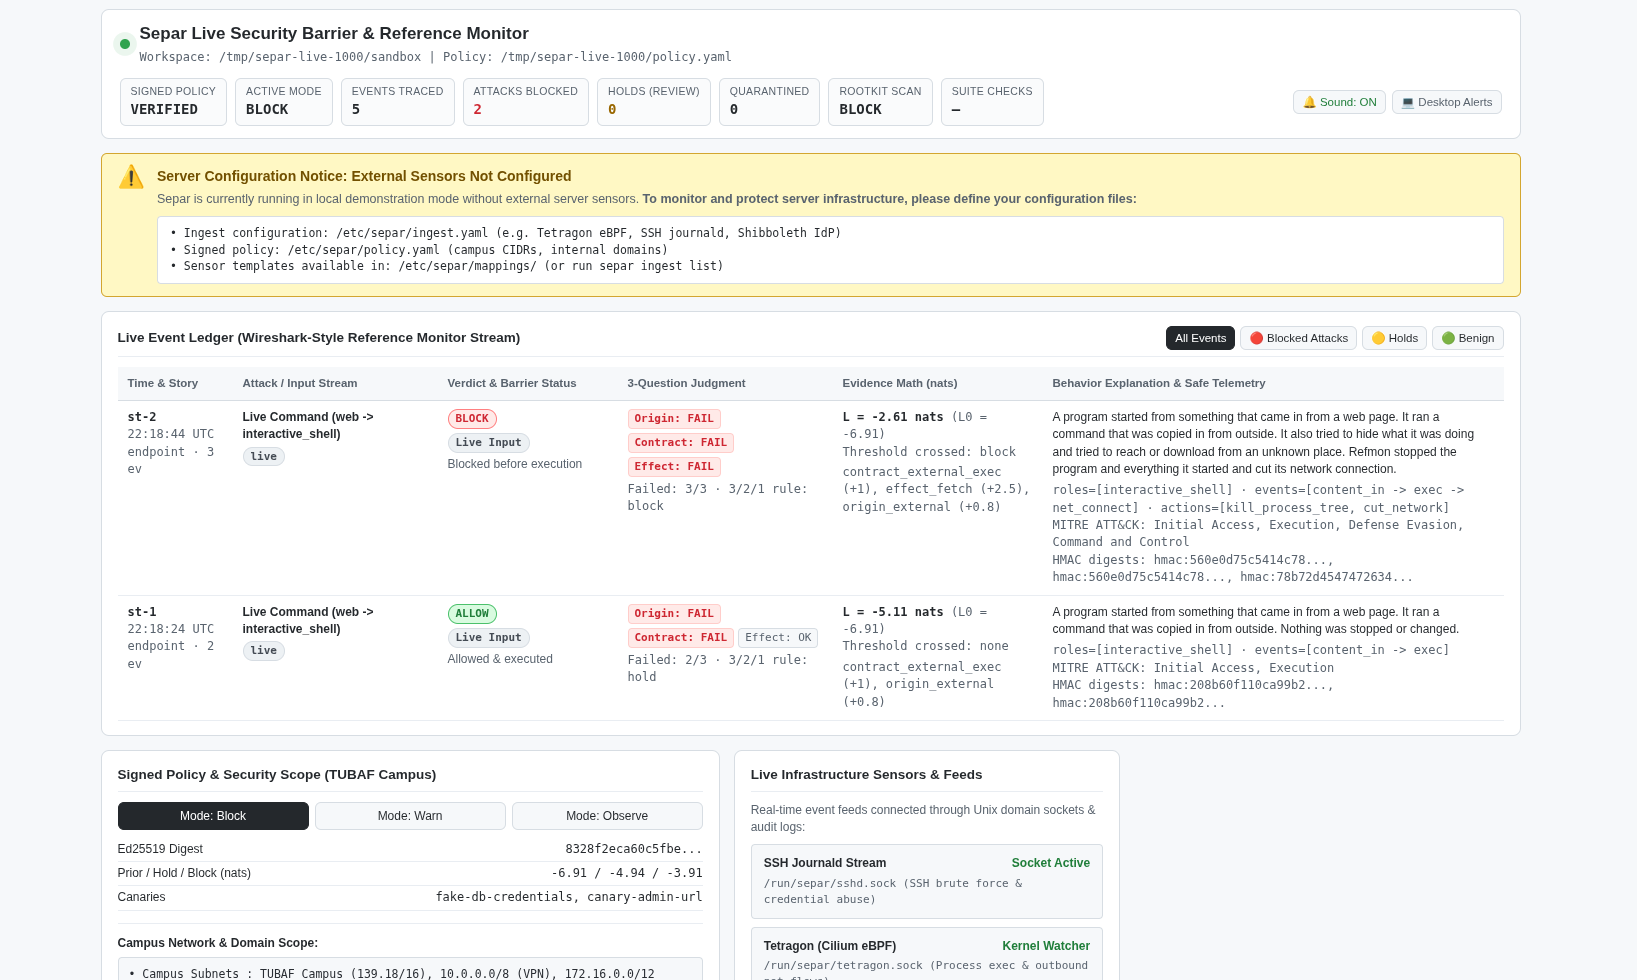 Separ Live Security Barrier & Reference Monitor
Workspace: /tmp/separ-live-1000/sandbox | Policy: /tmp/separ-live-1000/policy.yaml
SIGNED POLICY
VERIFIED
ACTIVE MODE
BLOCK
EVENTS TRACED
5
ATTACKS BLOCKED
2
HOLDS (REVIEW)
0
QUARANTINED
0
ROOTKIT SCAN
BLOCK
SUITE CHECKS
—
🔔 Sound: ON
💻 Desktop Alerts
Server Configuration Notice: External Sensors Not Configured
Separ is currently running in local demonstration mode without external server sensors. To monitor and protect server infrastructure, please define your configuration files:
• Ingest configuration: /etc/separ/ingest.yaml (e.g. Tetragon eBPF, SSH journald, Shibboleth IdP)
• Signed policy: /etc/separ/policy.yaml (campus CIDRs, internal domains)
• Sensor templates available in: /etc/separ/mappings/ (or run separ ingest list)
Live Event Ledger (Wireshark-Style Reference Monitor Stream)
All Events
🔴 Blocked Attacks
🟡 Holds
🟢 Benign
Time & Story
Attack / Input Stream
Verdict & Barrier Status
3-Question Judgment
Evidence Math (nats)
Behavior Explanation & Safe Telemetry
st-2
22:18:44 UTC
endpoint · 3
ev
Live Command (web ->
interactive_shell)
live
BLOCK
Live Input
Blocked before execution
Origin: FAIL
Contract: FAIL
Effect: FAIL
Failed: 3/3 · 3/2/1 rule:
block
L = -2.61 nats (L0 =
-6.91)
Threshold crossed: block
contract_external_exec
(+1), effect_fetch (+2.5),
origin_external (+0.8)
A program started from something that came in from a web page. It ran a
command that was copied in from outside. It also tried to hide what it was doing
and tried to reach or download from an unknown place. Refmon stopped the
program and everything it started and cut its network connection.
roles=[interactive_shell] · events=[content_in -> exec ->
net_connect] · actions=[kill_process_tree, cut_network]
MITRE ATT&CK: Initial Access, Execution, Defense Evasion,
Command and Control
HMAC digests: hmac:560e0d75c5414c78...,
hmac:560e0d75c5414c78..., hmac:78b72d4547472634...
st-1
22:18:24 UTC
endpoint · 2
ev
Live Command (web ->
interactive_shell)
live
ALLOW
Live Input
Allowed & executed
Origin: FAIL
Contract: FAIL Effect: OK
Failed: 2/3 · 3/2/1 rule:
hold
L = -5.11 nats (L0 =
-6.91)
Threshold crossed: none
contract_external_exec
(+1), origin_external
(+0.8)
A program started from something that came in from a web page. It ran a
command that was copied in from outside. Nothing was stopped or changed.
roles=[interactive_shell] · events=[content_in -> exec]
MITRE ATT&CK: Initial Access, Execution
HMAC digests: hmac:208b60f110ca99b2...,
hmac:208b60f110ca99b2...
Signed Policy & Security Scope (TUBAF Campus)
Mode: Block
Mode: Warn
Mode: Observe
Ed25519 Digest
8328f2eca60c5fbe...
Prior / Hold / Block (nats)
-6.91 / -4.94 / -3.91
Canaries
fake-db-credentials, canary-admin-url
Campus Network & Domain Scope:
• Campus Subnets : TUBAF Campus (139.18/16), 10.0.0.0/8 (VPN), 172.16.0.0/12
Live Infrastructure Sensors & Feeds
Real-time event feeds connected through Unix domain sockets &
audit logs:
SSH Journald Stream
Socket Active
/run/separ/sshd.sock (SSH brute force &
credential abuse)
Tetragon (Cilium eBPF)
Kernel Watcher
/run/separ/tetragon.sock (Process exec & outbound